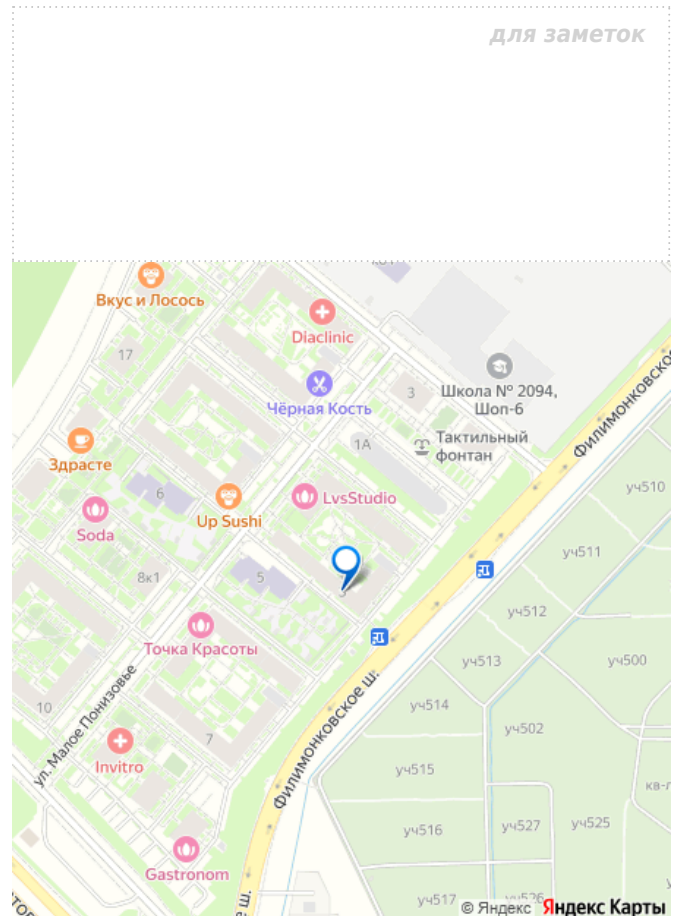 для заметок
Вкус и Лосось
Diaclinic
17
Школа № 2094,
Шоп-6
3
Чёрная Кость
Филимонковское
Тактильный
фонтан
1А
Здрасте
уч510
6
LvsStudio
Up Sushi
Soda
уч511
5
8к1
3
уч512
Точка Красоты
уч513
уч500
ул. Малое Понизовье
10
уч514
7
уч502
Филимонковское ш.
Invitro
уч515
уч516
уч527
уч525
Gastronom
уч517
уч526
© Яндекс Яндекс Карты